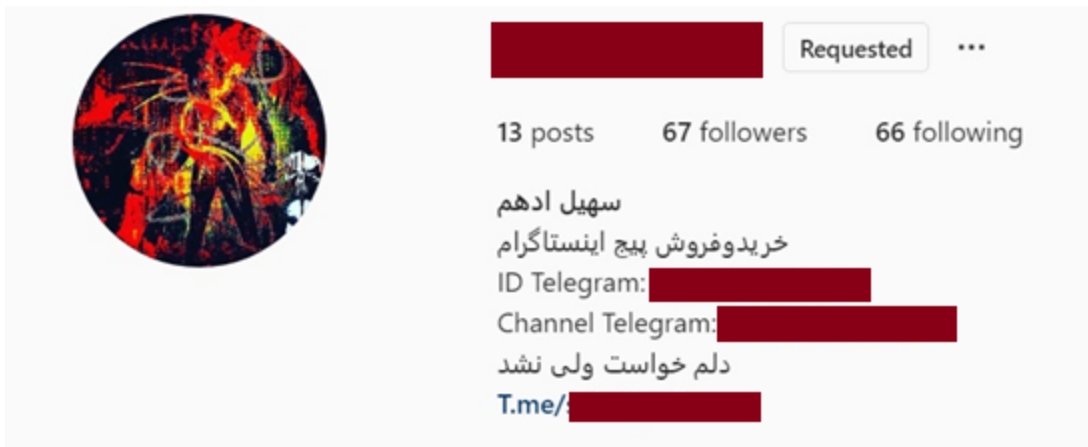 Requested ...
13 posts 67 followers 66 following
سهیل ادهم
خریدوفروش پیج اینستاگرام
ID Telegram:
Channel Telegram:
دلم خواست ولی نشد
T.me/